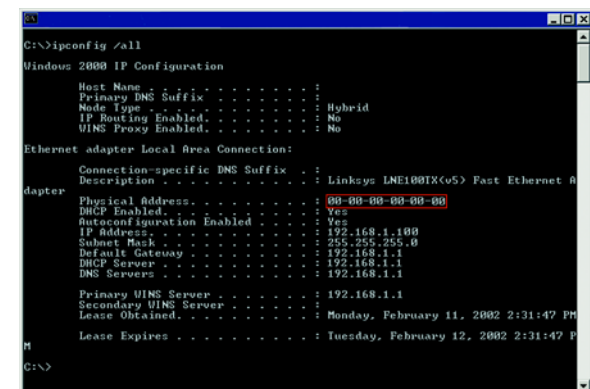 C:\>ipconfig /all
Windows 2000 IP Configuration
Host Name . . . . . . . . . . . . :
Primary DNS Suffix . . . . . . . :
Node Type . . . . . . . . . . . . : Hybrid
IP Routing Enabled. . . . . . . . : No
WINS Proxy Enabled. . . . . . . . : No
Ethernet adapter Local Area Connection:
Connection-specific DNS Suffix . :
Description . . . . . . . . . . . : Linksys LNE100TX(v5) Fast Ethernet A
dapter
Physical Address. . . . . . . . . : 00-00-00-00-00-00
DHCP Enabled. . . . . . . . . . . : Yes
Autoconfiguration Enabled . . . . : Yes
IP Address. . . . . . . . . . . . : 192.168.1.100
Subnet Mask . . . . . . . . . . . : 255.255.255.0
Default Gateway . . . . . . . . . : 192.168.1.1
DHCP Server . . . . . . . . . . . : 192.168.1.1
DNS Servers . . . . . . . . . . . : 192.168.1.1
Primary WINS Server . . . . . . . : 192.168.1.1
Secondary WINS Server . . . . . . :
Lease Obtained. . . . . . . . . . : Monday, February 11, 2002 2:31:47 PM
Lease Expires . . . . . . . . . . : Tuesday, February 12, 2002 2:31:47 P
M
C:\>